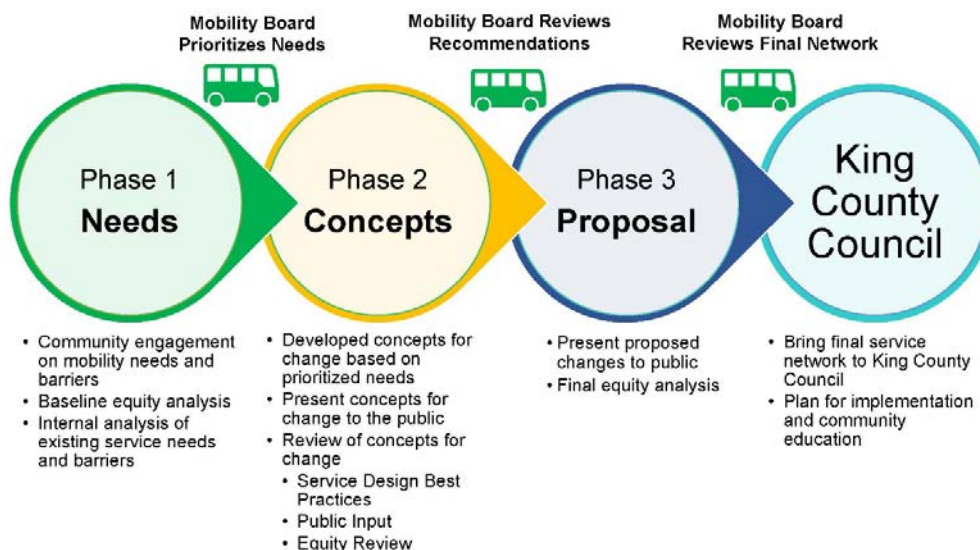 Mobility Board
Prioritizes Needs
Mobility Board Reviews
Recommendations
Mobility Board
Reviews Final Network
Phase 1
Needs
Phase 2
Concepts
Phase 3
Proposal
King
County
Council
• Community engagement
on mobility needs and
barriers
• Baseline equity analysis
• Internal analysis of
existing service needs
and barriers
• Developed concepts for
change based on
prioritized needs
• Present concepts for
change to the public
• Review of concepts for
change
• Service Design Best
Practices
• Public Input
• Equity Review
• Present proposed
changes to public
• Final equity analysis
• Bring final service
network to King County
Council
• Plan for implementation
and community
education